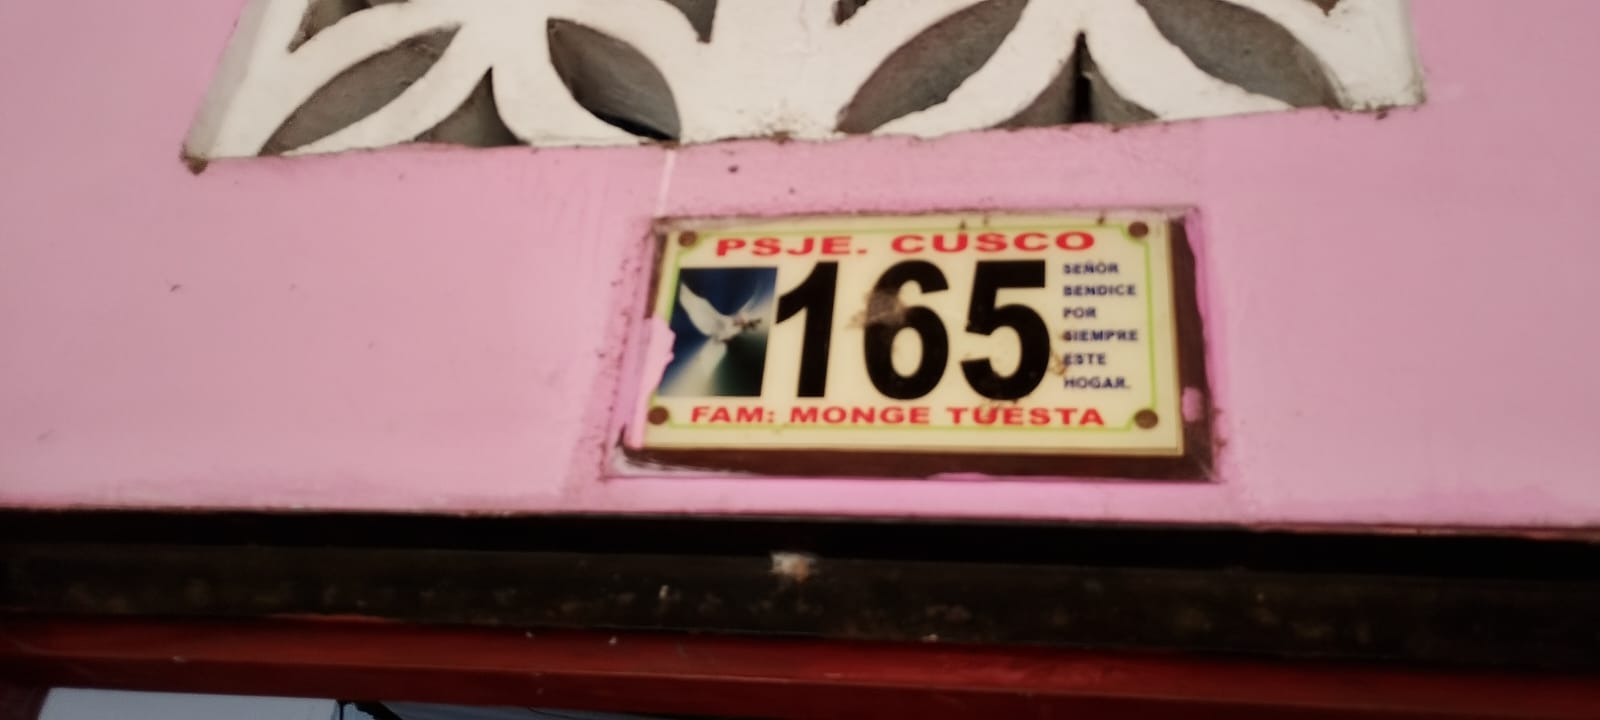 PSJE. CUSCO
165
SEÑOR
BENDICE
POR
SIEMPRE
ESTE
HOGAR.
FAM: MONGE TUESTA